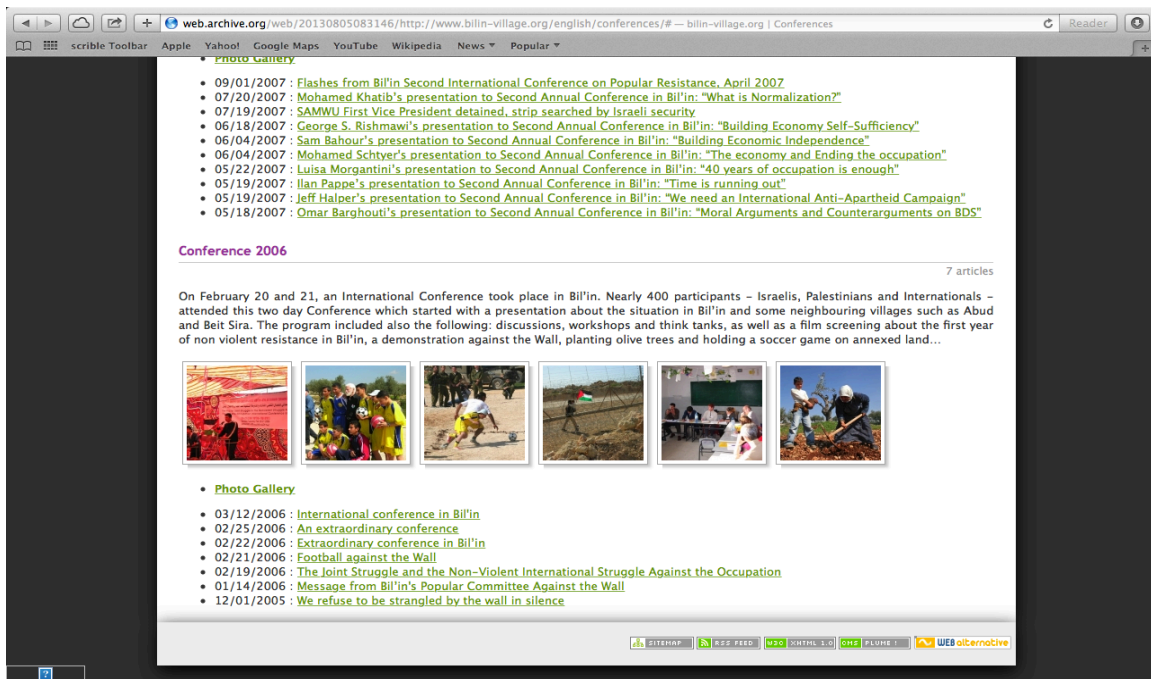 web.archive.org/web/20130805083146/http://www.bilin-village.org/english/conferences/# — bilin-village.org | Conferences
Reader
scrible Toolbar Apple Yahoo! Google Maps YouTube Wikipedia News Popular
Photo Gallery
09/01/2007 : Flashes from Bil'in Second International Conference on Popular Resistance, April 2007
07/20/2007 : Mohamed Khatib's presentation to Second Annual Conference in Bil'in: "What is Normalization?"
07/19/2007 : SAMWU First Vice President detained, strip searched by Israeli security
06/18/2007 : George S. Rishmawi's presentation to Second Annual Conference in Bil'in: "Building Economy Self-Sufficiency"
06/04/2007 : Sam Bahour's presentation to Second Annual Conference in Bil'in: "Building Economic Independence"
06/04/2007 : Mohamed Schtyer's presentation to Second Annual Conference in Bil'in: "The economy and Ending the occupation"
05/22/2007 : Luisa Morgantini's presentation to Second Annual Conference in Bil'in: "40 years of occupation is enough"
05/19/2007 : Ilan Pappe's presentation to Second Annual Conference in Bil'in: "Time is running out"
05/19/2007 : Jeff Halper's presentation to Second Annual Conference in Bil'in: "We need an International Anti-Apartheid Campaign"
05/18/2007 : Omar Barghouti's presentation to Second Annual Conference in Bil'in: "Moral Arguments and Counterarguments on BDS"
Conference 2006
7 articles
On February 20 and 21, an International Conference took place in Bil'in. Nearly 400 participants – Israelis, Palestinians and Internationals –
attended this two day Conference which started with a presentation about the situation in Bil'in and some neighbouring villages such as Abud
and Beit Sira. The program included also the following: discussions, workshops and think tanks, as well as a film screening about the first year
of non violent resistance in Bil'in, a demonstration against the Wall, planting olive trees and holding a soccer game on annexed land...
Photo Gallery
03/12/2006 : International conference in Bil'in
02/25/2006 : An extraordinary conference
02/22/2006 : Extraordinary conference in Bil'in
02/21/2006 : Football against the Wall
02/19/2006 : The Joint Struggle and the Non-Violent International Struggle Against the Occupation
01/14/2006 : Message from Bil'in's Popular Committee Against the Wall
12/01/2005 : We refuse to be strangled by the wall in silence
SITEMAP RSS FEED W3C XHTML 1.0 CMS PLUME ! WEB alternative